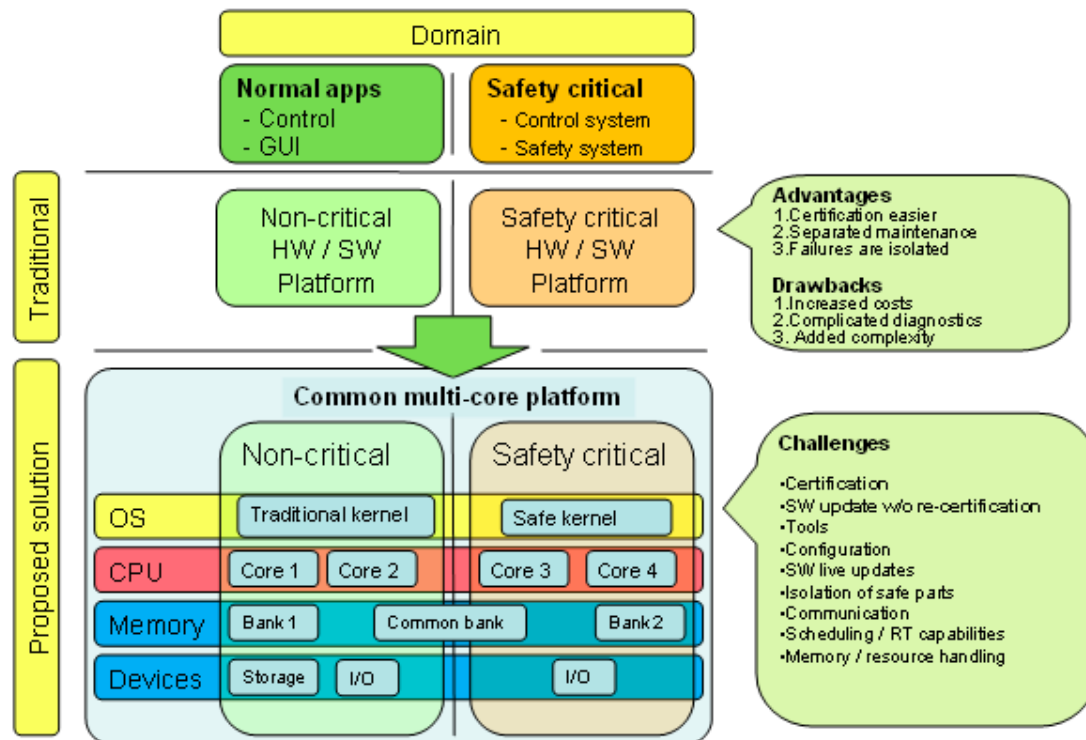 Domain
Normal apps
- Control
- GUI
Safety critical
- Control system
- Safety system
Traditional
Non-critical
HW / SW
Platform
Safety critical
HW / SW
Platform
Advantages
1.Certification easier
2.Separated maintenance
3.Failures are isolated
Drawbacks
1.Increased costs
2.Complicated diagnostics
3. Added complexity
Proposed solution
Common multi-core platform
Non-critical
Safety critical
OS
Traditional kernel
Safe kernel
CPU
Core 1
Core 2
Core 3
Core 4
Memory
Bank 1
Common bank
Bank 2
Devices
Storage
I/O
I/O
Challenges
•Certification
•SW update w/o re-certification
•Tools
•Configuration
•SW live updates
•Isolation of safe parts
•Communication
•Scheduling / RT capabilities
•Memory / resource handling